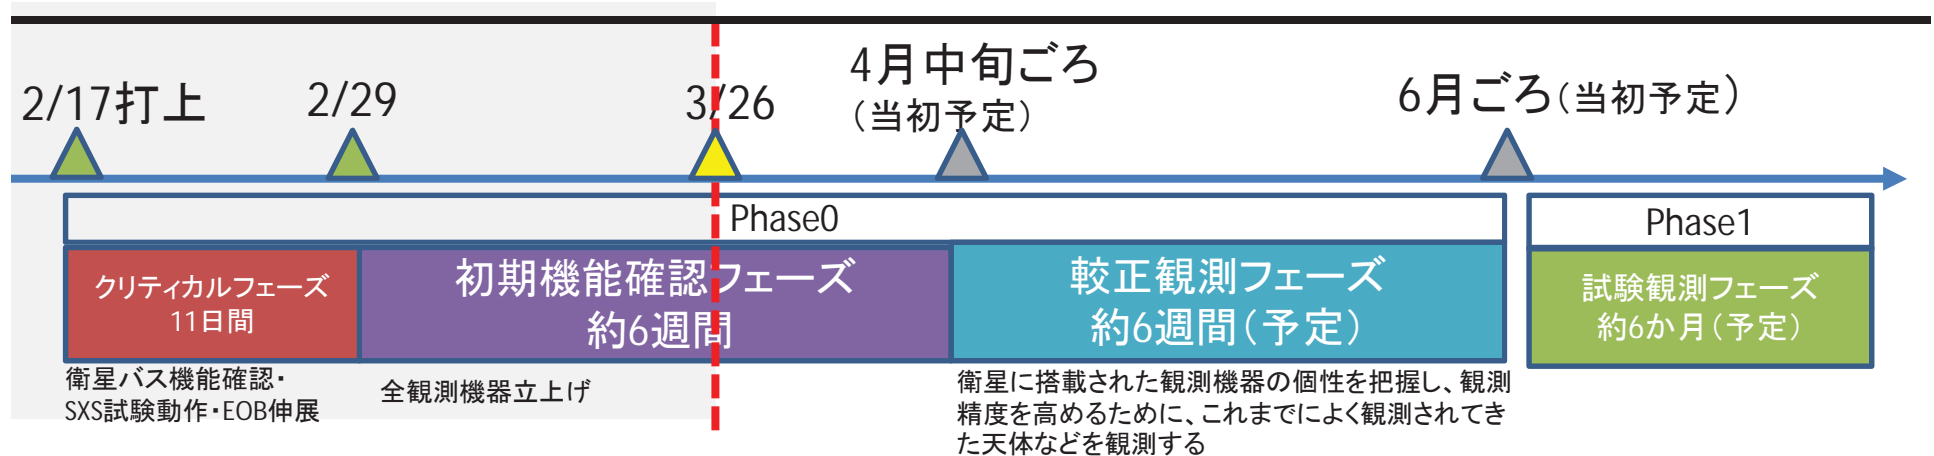 2/17打上
2/29
3/26
4月中旬ごろ
（当初予定）
6月ごろ（当初予定）
Phase0
Phase1
クリティカルフェーズ
11日間
初期機能確認フェーズ
約6週間
較正観測フェーズ
約6週間（予定）
試験観測フェーズ
約6か月（予定）
衛星バス機能確認・
SXS試験動作・EOB伸展
全観測機器立上げ
衛星に搭載された観測機器の個性を把握し、観測
精度を高めるために、これまでによく観測されてき
た天体などを観測する